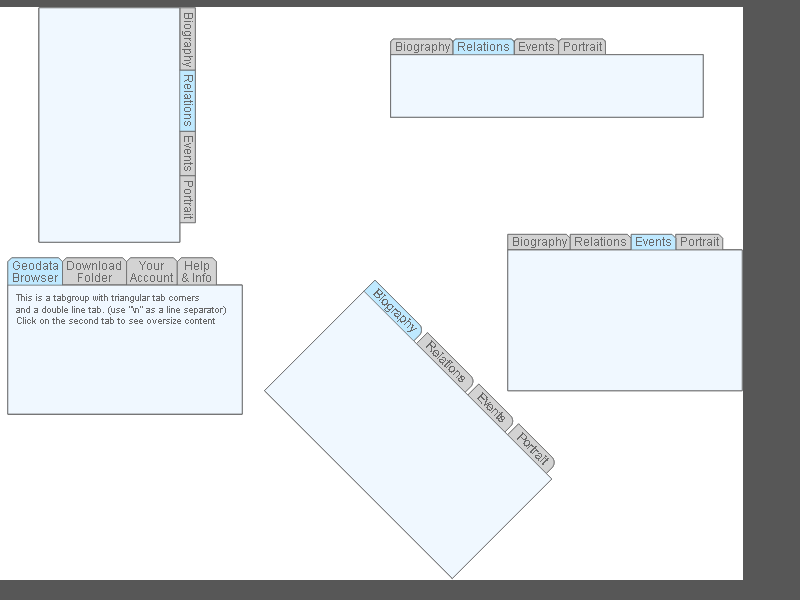 Biography
Relations
Events
Portrait
Biography Relations Events Portrait
Biography Relations Events Portrait
Geodata Browser
Download Folder
Your Account
Help & Info
This is a tabgroup with triangular tab corners
and a double line tab. (use "\n" as a line separator)
Click on the second tab to see oversize content
Biography
Relations
Events
Portrait